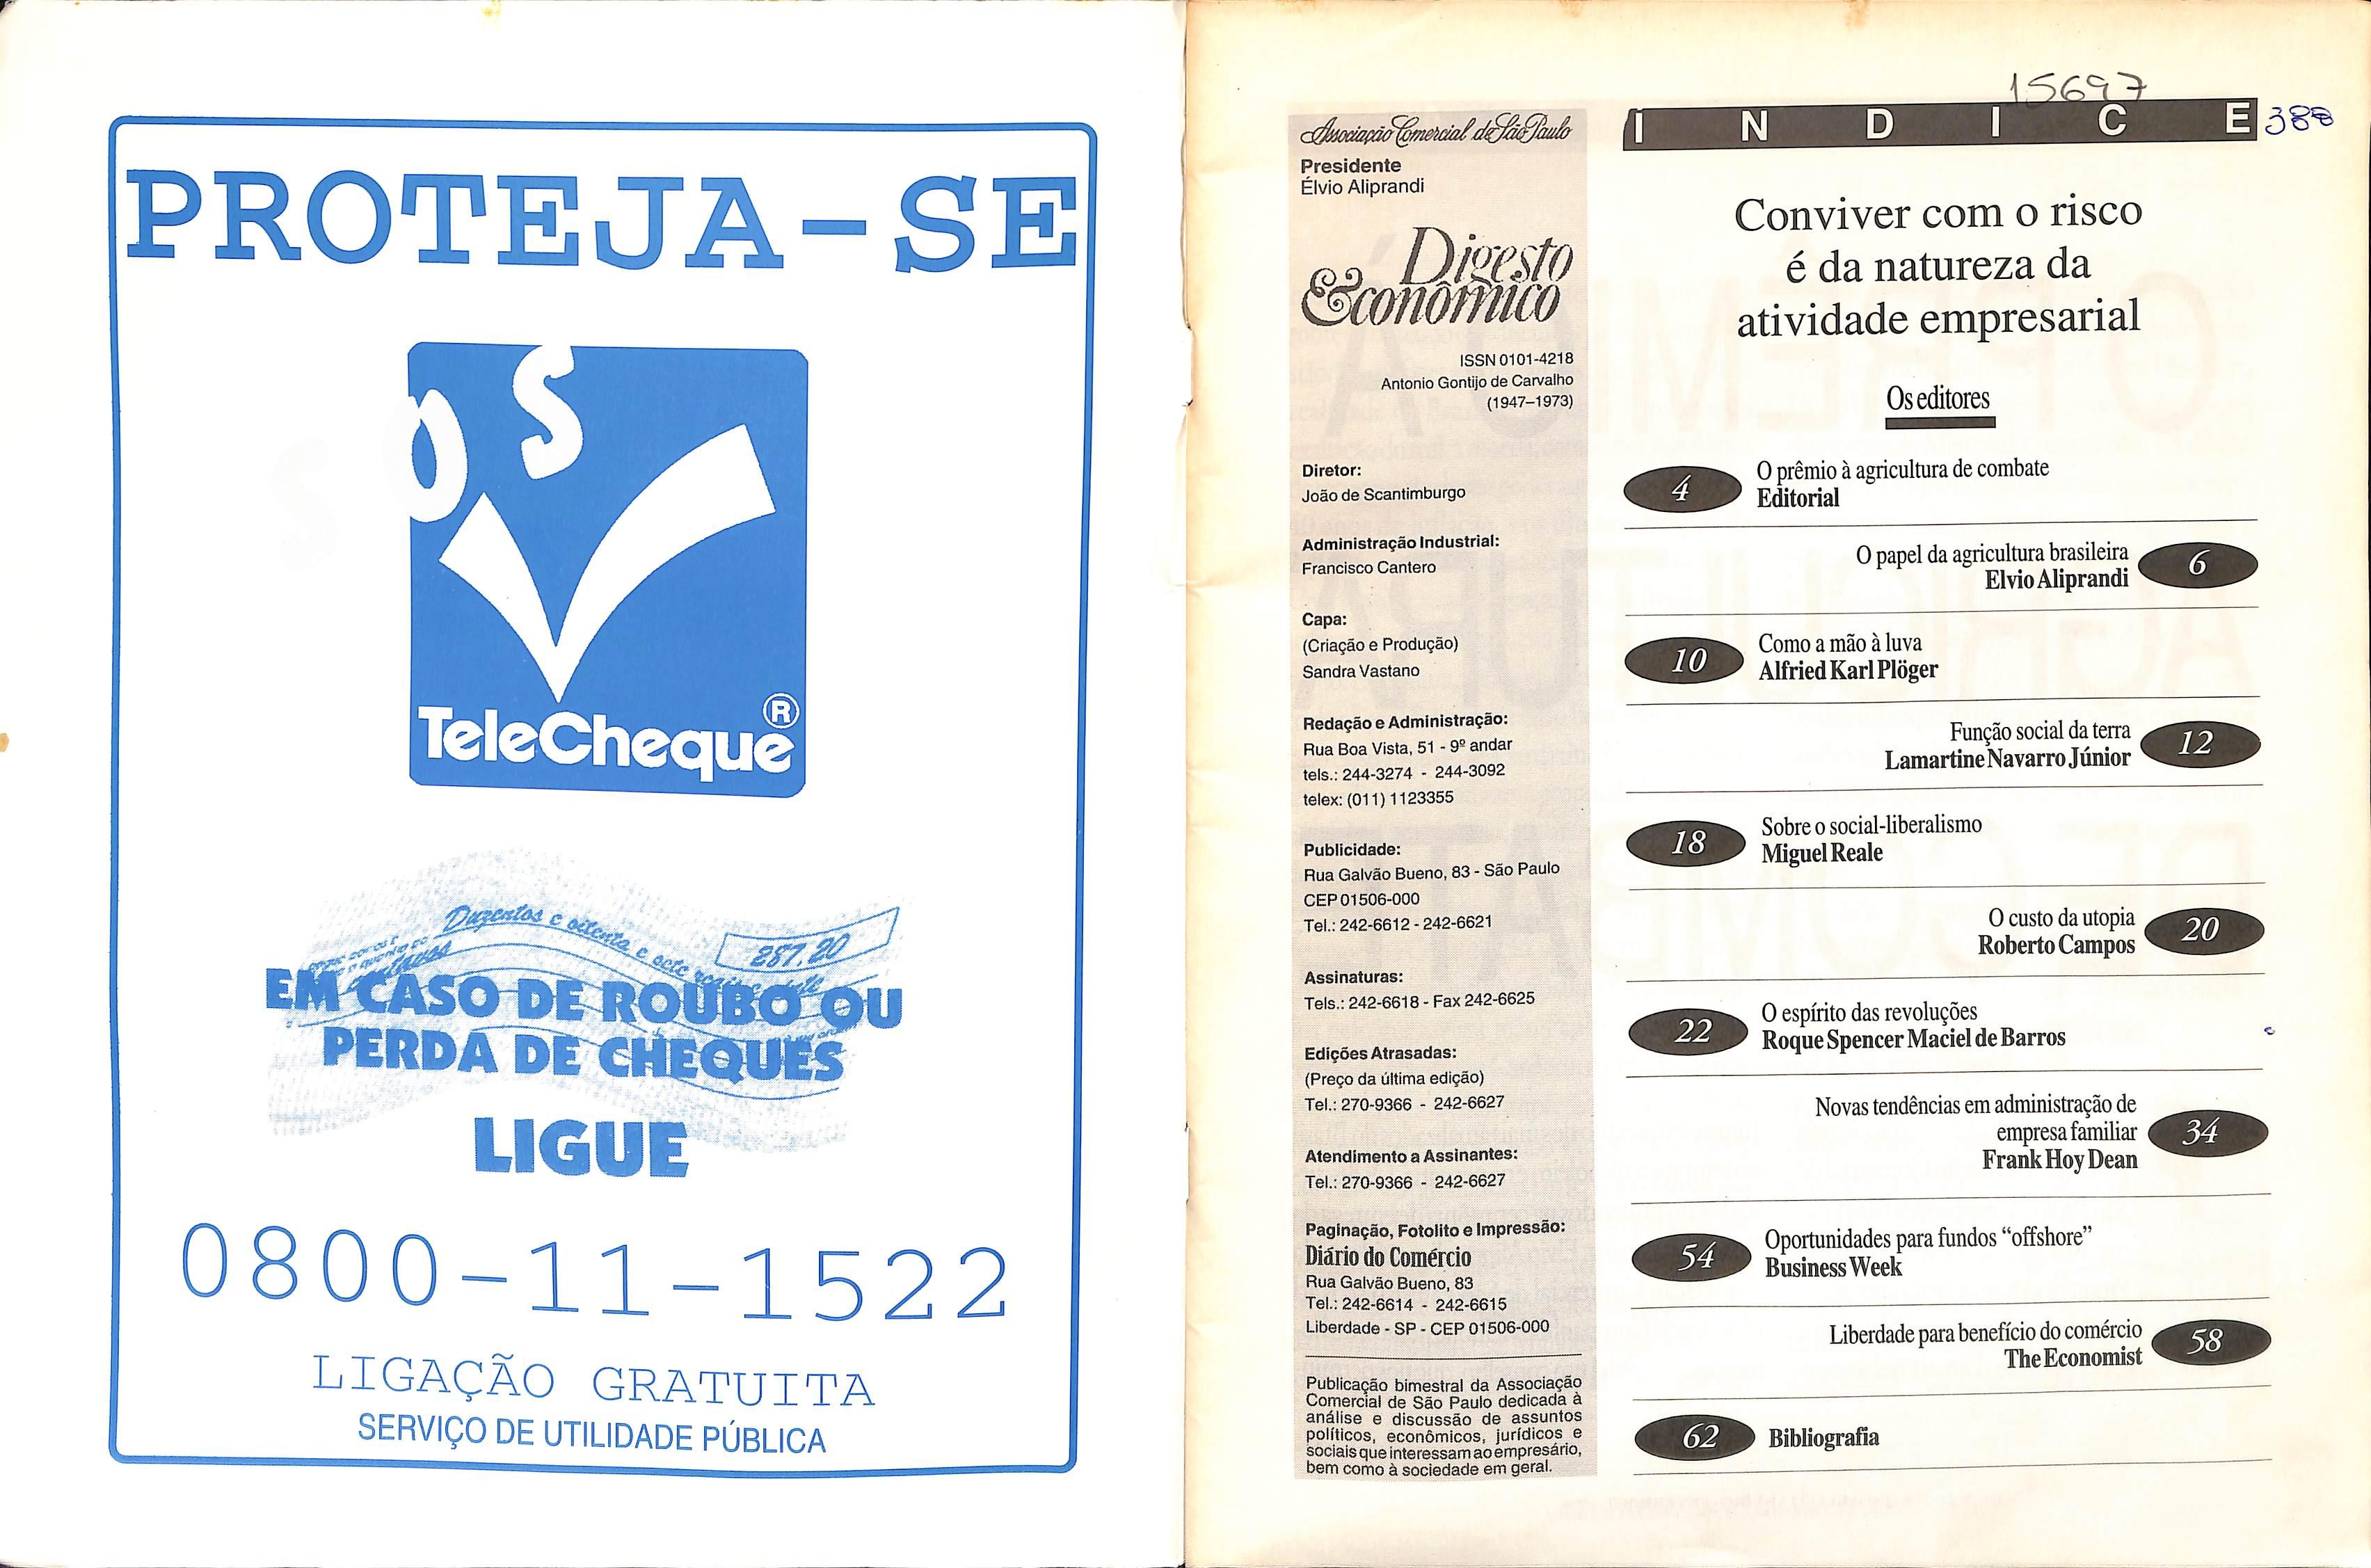 PROTEJA-SE
SOS
TeleCheque®
Duzentos e oitenta e sete
287,20
centavos
EM CASO DE ROUBO OU
PERDA DE CHEQUES
LIGUE
0800-11-1522
LIGAÇÃO GRATUITA
SERVIÇO DE UTILIDADE PÚBLICA
Associação Comercial de São Paulo
Presidente
Élvio Aliprandi
Digesto
Econômico
ISSN 0101-4218
Antonio Gontijo de Carvalho
(1947–1973)
Diretor:
João de Scantimburgo
Administração Industrial:
Francisco Cantero
Capa:
(Criação e Produção)
Sandra Vastano
Redação e Administração:
Rua Boa Vista, 51 - 9º andar
tels.: 244-3274 - 244-3092
telex: (011) 1123355
Publicidade:
Rua Galvão Bueno, 83 - São Paulo
CEP 01506-000
Tel.: 242-6612 - 242-6621
Assinaturas:
Tels.: 242-6618 - Fax 242-6625
Edições Atrasadas:
(Preço da última edição)
Tel.: 270-9366 - 242-6627
Atendimento a Assinantes:
Tel.: 270-9366 - 242-6627
Paginação, Fotolito e Impressão:
Diário do Comércio
Rua Galvão Bueno, 83
Tel.: 242-6614 - 242-6615
Liberdade - SP - CEP 01506-000
Publicação bimestral da Associação
Comercial de São Paulo dedicada à
análise e discussão de assuntos
políticos, econômicos, jurídicos e
sociais que interessam ao empresário,
bem como à sociedade em geral.
15697
ÍNDICE
388
Conviver com o risco
é da natureza da
atividade empresarial
Os editores
4 O prêmio à agricultura de combate
Editorial
O papel da agricultura brasileira 6
Elvio Aliprandi
10 Como a mão à luva
Alfried Karl Plöger
Função social da terra 12
Lamartine Navarro Júnior
18 Sobre o social-liberalismo
Miguel Reale
O custo da utopia 20
Roberto Campos
22 O espírito das revoluções
Roque Spencer Maciel de Barros
Novas tendências em administração de
empresa familiar 34
Frank Hoy Dean
54 Oportunidades para fundos “offshore”
Business Week
Liberdade para benefício do comércio 58
The Economist
62 Bibliografia